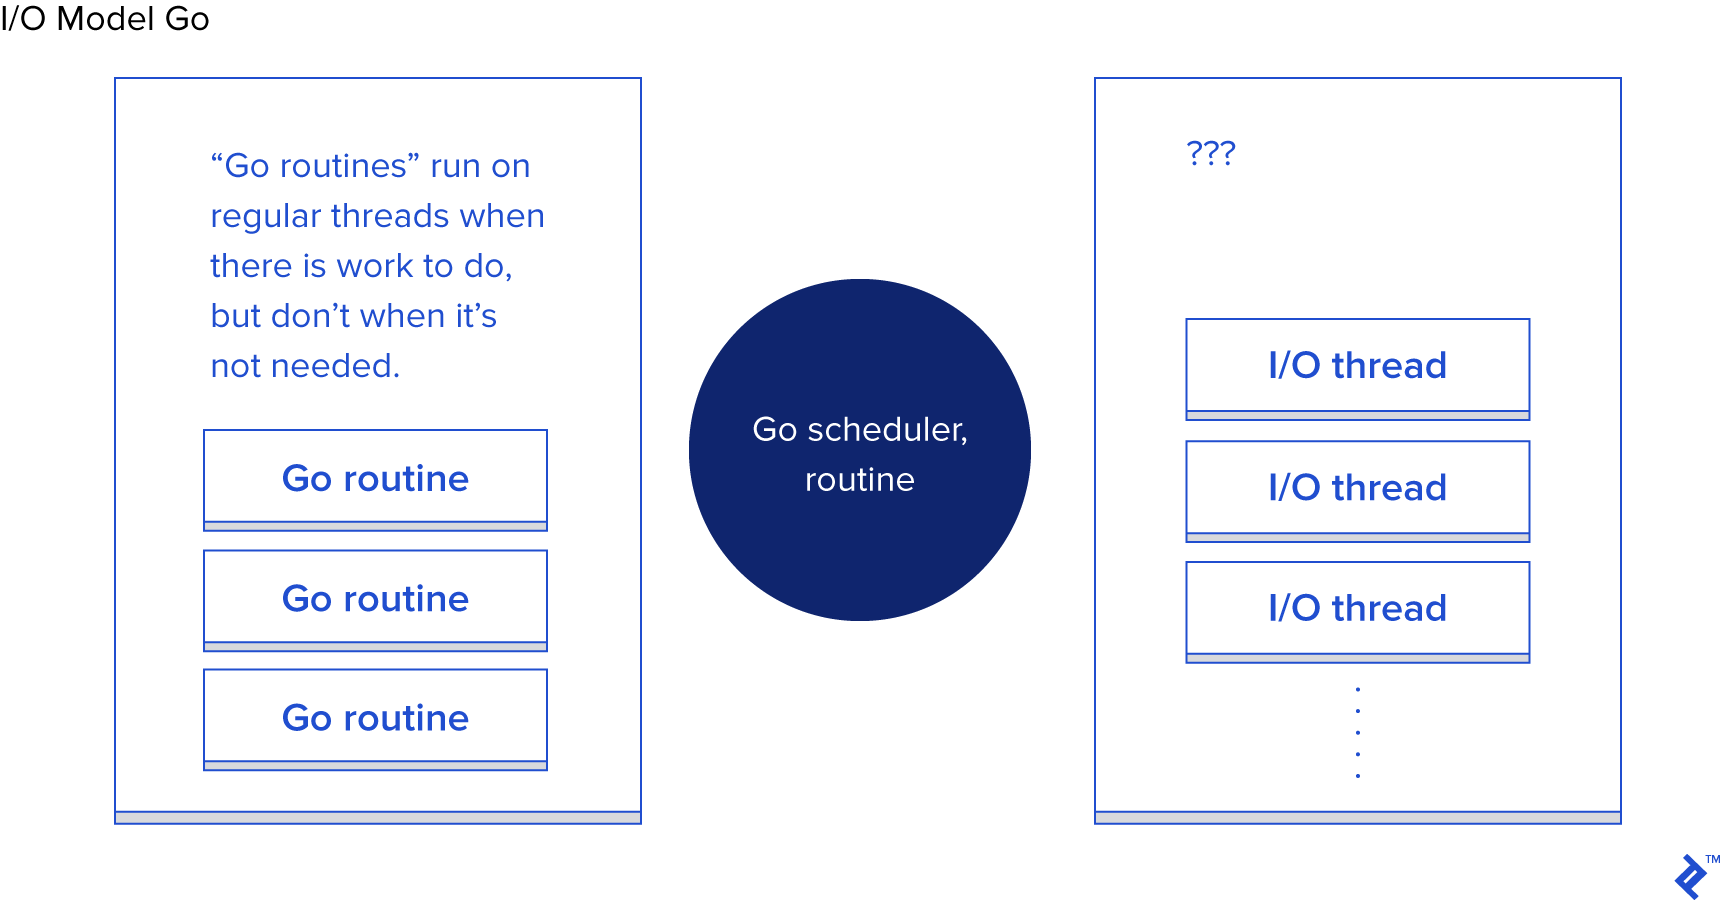 I/O Model Go
“Go routines” run on
regular threads when
there is work to do,
but don’t when it’s
not needed.
Go routine
Go routine
Go routine
Go scheduler,
routine
???
I/O thread
I/O thread
I/O thread
TM